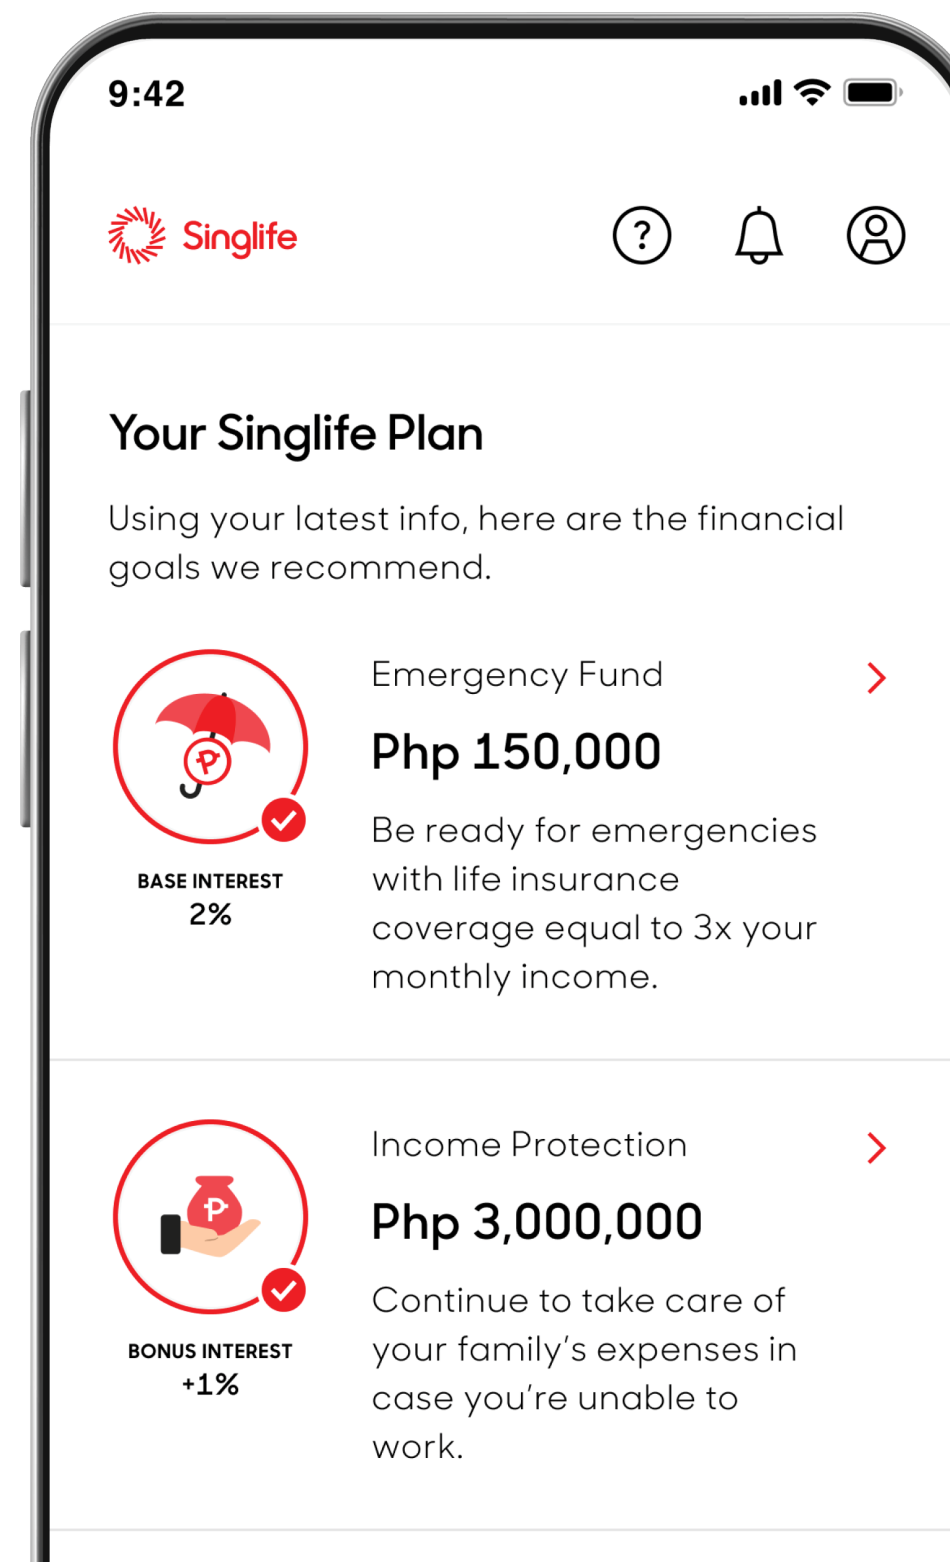 9:42
Singlife
Your Singlife Plan
Using your latest info, here are the financial
goals we recommend.
Emergency Fund
Php 150,000
Be ready for emergencies
with life insurance
coverage equal to 3x your
monthly income.
BASE INTEREST
2%
Income Protection
Php 3,000,000
Continue to take care of
your family's expenses in
case you're unable to
work.
BONUS INTEREST
+1%